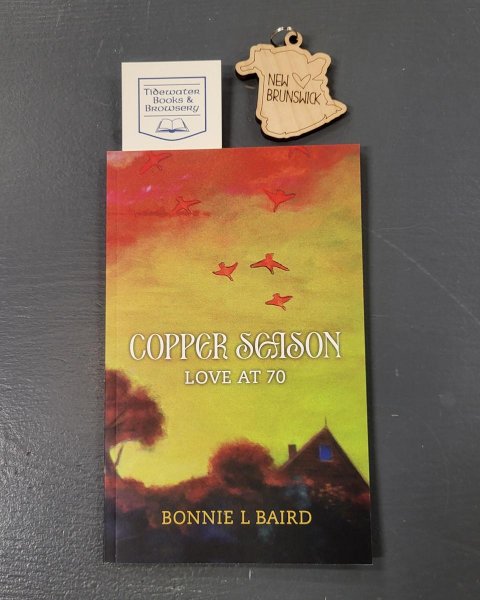 Tidewater
Books &
Browsery
NEW
BRUNSWICK
COPPER SEASON
LOVE AT 70
BONNIE L BAIRD